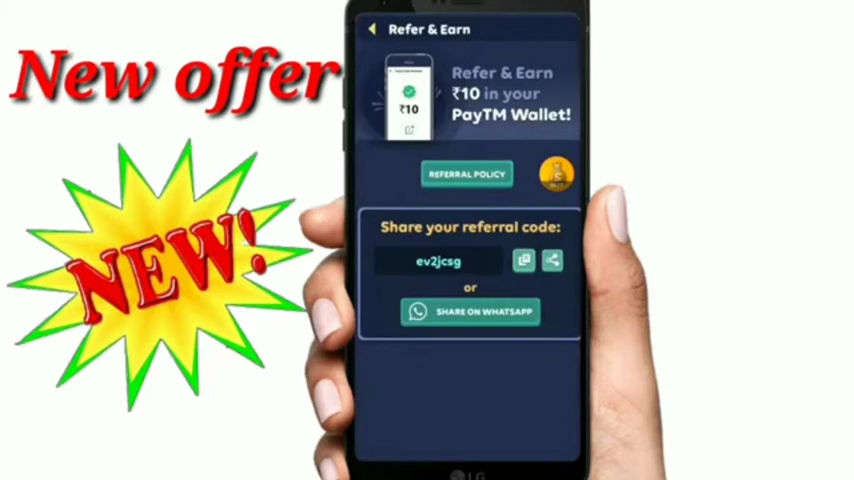 New offer
NEW!
Refer & Earn
₹10
Refer & Earn
₹10 in your
PayTM Wallet!
REFERRAL POLICY
Share your referral code:
ev2jcsg
or
SHARE ON WHATSAPP
LG